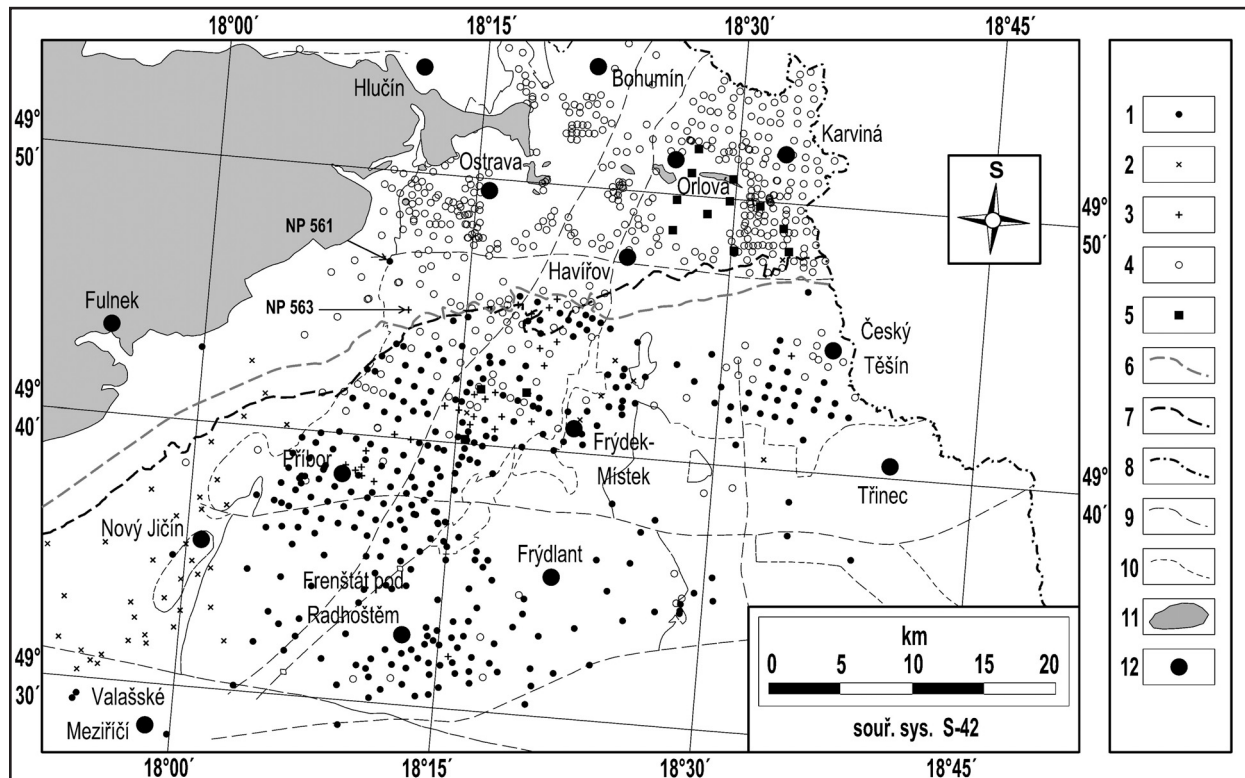 18°00′
18°15′
18°30′
18°45′
Hlučín
Bohumín
49°
50′
Karviná
Ostrava
Orlová
S
49°
50′
NP 561
Havířov
NP 563
Fulnek
Český
Těšín
49°
40′
Frýdek-
Místek
Příbor
Třinec
49°
40′
Nový Jičín
Frýdlant
Frenštát pod
Radhoštěm
49°
30′
Valašské
Meziříčí
km
0 5 10 15 20
souř. sys. S-42
18°00′
18°15′
18°30′
18°45′
1
2
3
4
5
6
7
8
9
10
11
12